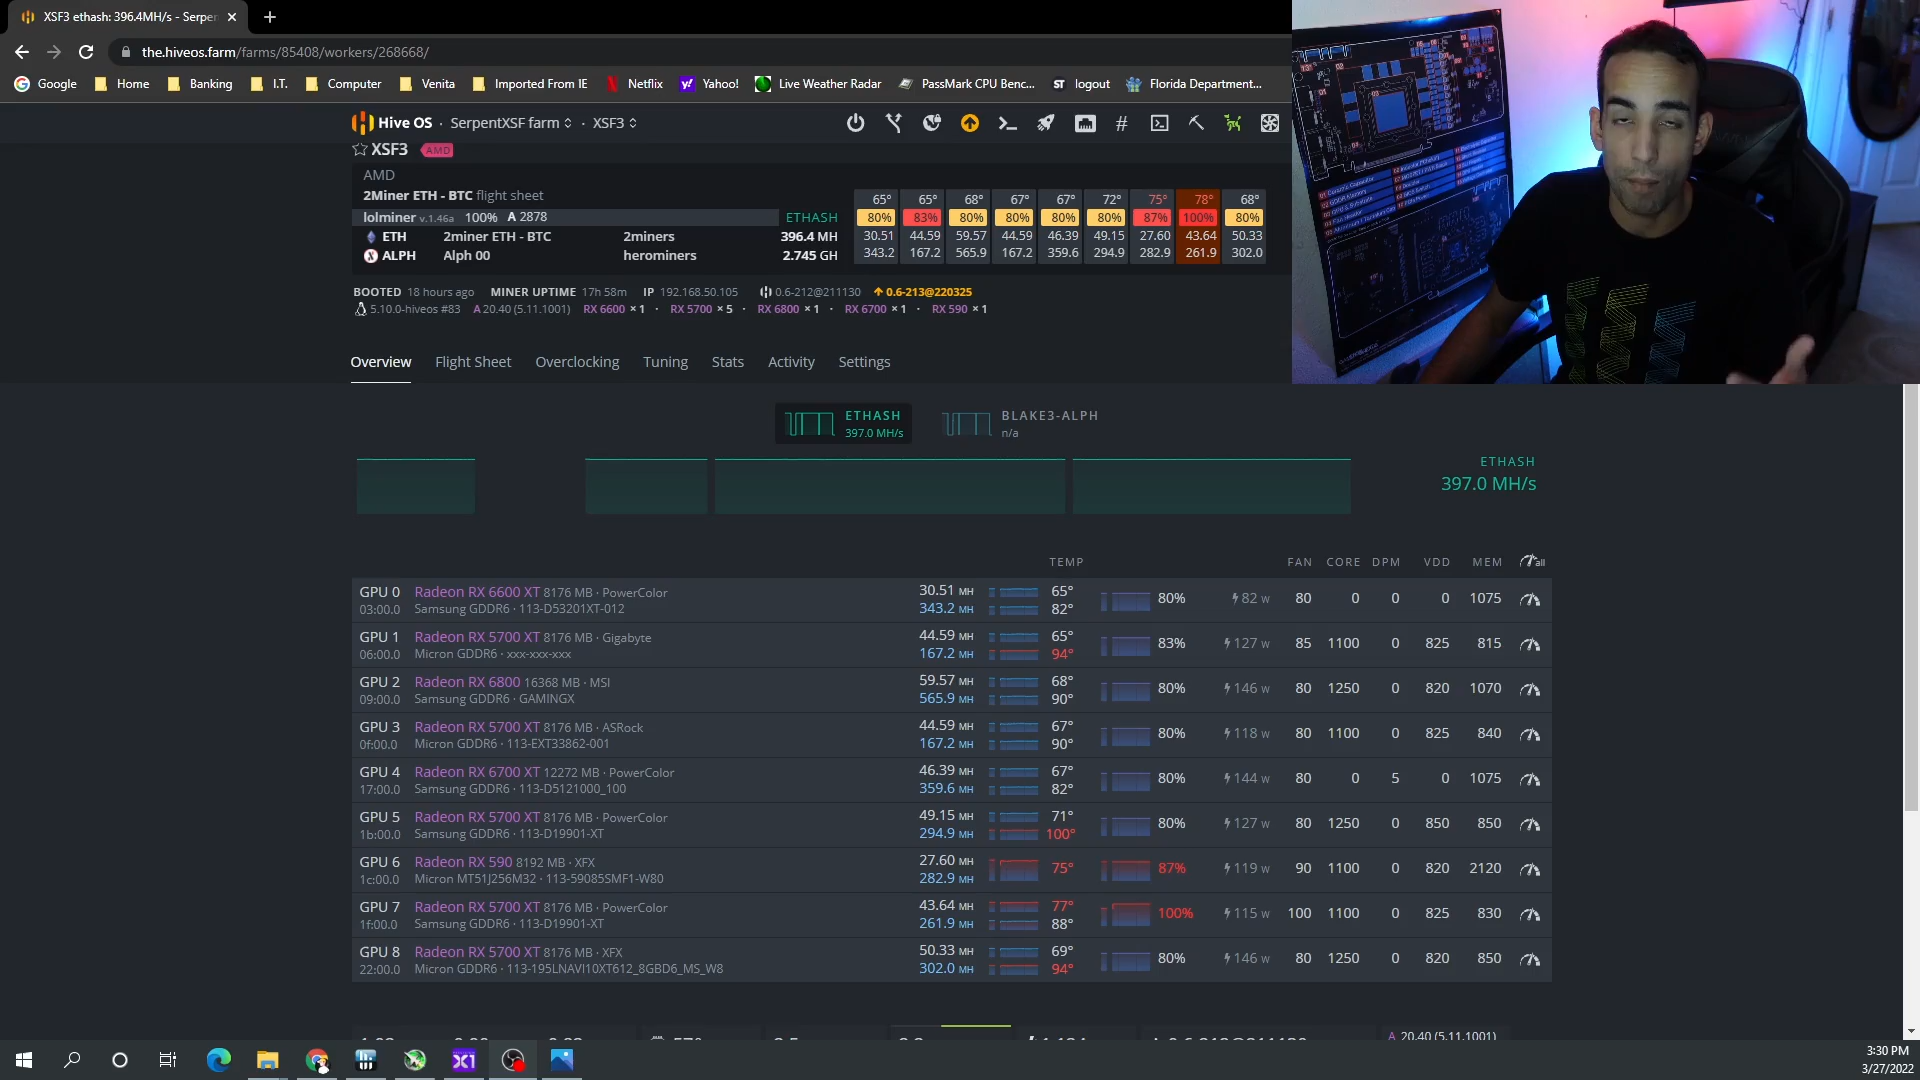 XSF3 ethash: 396.4MH/s - Serpen
the.hiveos.farm/farms/85408/workers/268668/
Google Home Banking I.T. Computer Venita Imported From IE Netflix Yahoo! Live Weather Radar PassMark CPU Benc... ST logout Florida Department...
Hive OS · SerpentXSF farm · XSF3
XSF3 AMD
AMD
2Miner ETH - BTC flight sheet
lolminer v.1.46a 100% A 2878 ETHASH
ETH 2miner ETH - BTC 2miners 396.4 MH
ALPH Alph 00 herominers 2.745 GH
65° 65° 68° 67° 67° 72° 75° 78° 68°
80% 83% 80% 80% 80% 80% 87% 100% 80%
30.51 44.59 59.57 44.59 46.39 49.15 27.60 43.64 50.33
343.2 167.2 565.9 167.2 359.6 294.9 282.9 261.9 302.0
BOOTED 18 hours ago MINER UPTIME 17h 58m IP 192.168.50.105 0.6-212@211130 0.6-213@220325
5.10.0-hiveos #83 A 20.40 (5.11.1001) RX 6600 × 1 · RX 5700 × 5 · RX 6800 × 1 · RX 6700 × 1 · RX 590 × 1
Overview Flight Sheet Overclocking Tuning Stats Activity Settings
ETHASH
397.0 MH/s
BLAKE3-ALPH
n/a
ETHASH
397.0 MH/s
TEMP FAN CORE DPM VDD MEM all
GPU 0 Radeon RX 6600 XT 8176 MB · PowerColor 30.51 MH 65° 80% 82 w 80 0 0 0 1075
03:00.0 Samsung GDDR6 · 113-D53201XT-012 343.2 MH 82°
GPU 1 Radeon RX 5700 XT 8176 MB · Gigabyte 44.59 MH 65° 83% 127 w 85 1100 0 825 815
06:00.0 Micron GDDR6 · xxx-xxx-xxx 167.2 MH 94°
GPU 2 Radeon RX 6800 16368 MB · MSI 59.57 MH 68° 80% 146 w 80 1250 0 820 1070
09:00.0 Samsung GDDR6 · GAMINGX 565.9 MH 90°
GPU 3 Radeon RX 5700 XT 8176 MB · ASRock 44.59 MH 67° 80% 118 w 80 1100 0 825 840
0f:00.0 Micron GDDR6 · 113-EXT33862-001 167.2 MH 90°
GPU 4 Radeon RX 6700 XT 12272 MB · PowerColor 46.39 MH 67° 80% 144 w 80 0 5 0 1075
17:00.0 Samsung GDDR6 · 113-D5121000_100 359.6 MH 82°
GPU 5 Radeon RX 5700 XT 8176 MB · PowerColor 49.15 MH 71° 80% 127 w 80 1250 0 850 850
1b:00.0 Samsung GDDR6 · 113-D19901-XT 294.9 MH 100°
GPU 6 Radeon RX 590 8192 MB · XFX 27.60 MH 75° 87% 119 w 90 1100 0 820 2120
1c:00.0 Micron MT51J256M32 · 113-59085SMF1-W80 282.9 MH
GPU 7 Radeon RX 5700 XT 8176 MB · PowerColor 43.64 MH 77° 100% 115 w 100 1100 0 825 830
1f:00.0 Samsung GDDR6 · 113-D19901-XT 261.9 MH 88°
GPU 8 Radeon RX 5700 XT 8176 MB · XFX 50.33 MH 69° 80% 146 w 80 1250 0 820 850
22:00.0 Micron GDDR6 · 113-195LNAVI10XT612_8GBD6_MS_W8 302.0 MH 94°
A 20.40 (5.11.1001)
3:30 PM
3/27/2022